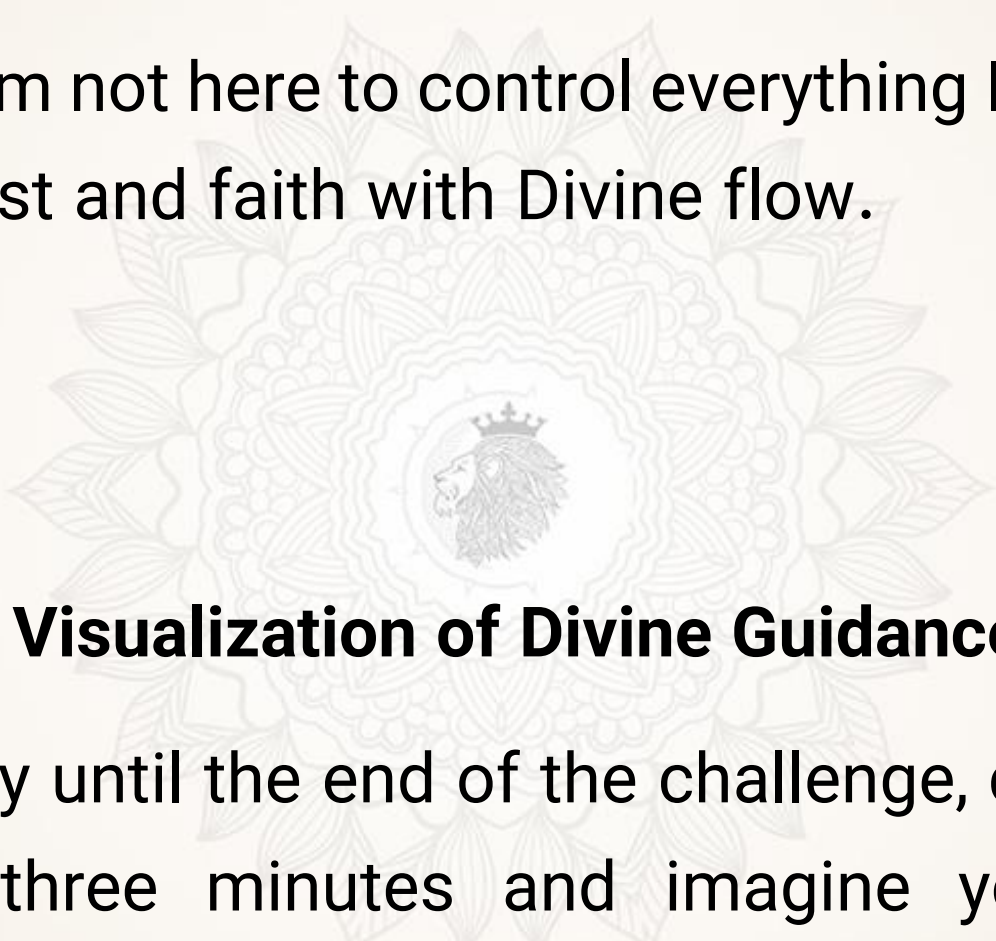 m not here to control everything
st and faith with Divine flow.
Visualization of Divine Guidance
y until the end of the challenge,
three minutes and imagine